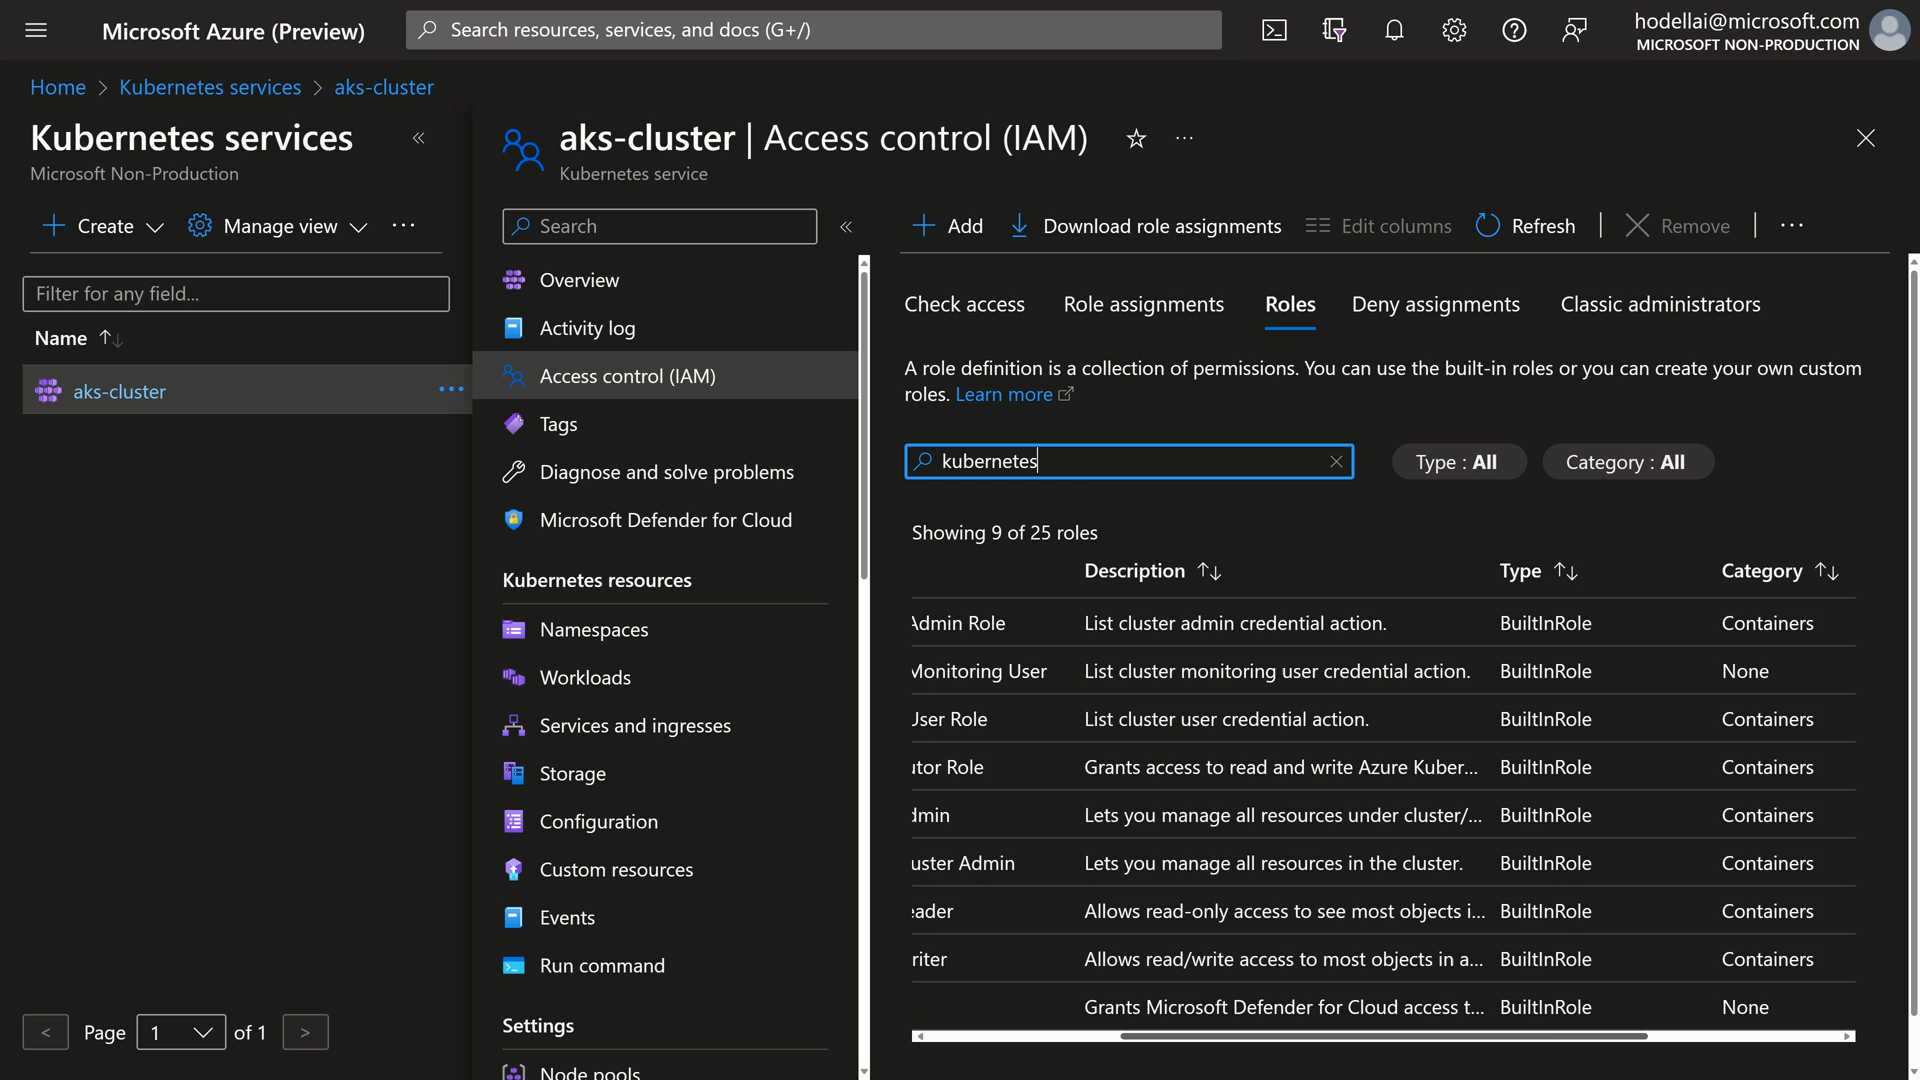 Microsoft Azure (Preview)
Search resources, services, and docs (G+/)
hodellai@microsoft.com
MICROSOFT NON-PRODUCTION
Home > Kubernetes services > aks-cluster
Kubernetes services
Microsoft Non-Production
Create
Manage view
Filter for any field...
Name
aks-cluster
< Page 1 of 1 >
aks-cluster | Access control (IAM)
Kubernetes service
Search
Overview
Activity log
Access control (IAM)
Tags
Diagnose and solve problems
Microsoft Defender for Cloud
Kubernetes resources
Namespaces
Workloads
Services and ingresses
Storage
Configuration
Custom resources
Events
Run command
Settings
Node pools
Add
Download role assignments
Edit columns
Refresh
Remove
Check access Role assignments Roles Deny assignments Classic administrators
A role definition is a collection of permissions. You can use the built-in roles or you can create your own custom
roles. Learn more
kubernetes
Type : All
Category : All
Showing 9 of 25 roles
Description Type Category
Admin Role List cluster admin credential action. BuiltInRole Containers
Monitoring User List cluster monitoring user credential action. BuiltInRole None
User Role List cluster user credential action. BuiltInRole Containers
utor Role Grants access to read and write Azure Kuber... BuiltInRole Containers
dmin Lets you manage all resources under cluster/... BuiltInRole Containers
uster Admin Lets you manage all resources in the cluster. BuiltInRole Containers
eader Allows read-only access to see most objects i... BuiltInRole Containers
riter Allows read/write access to most objects in a... BuiltInRole Containers
Grants Microsoft Defender for Cloud access t... BuiltInRole None